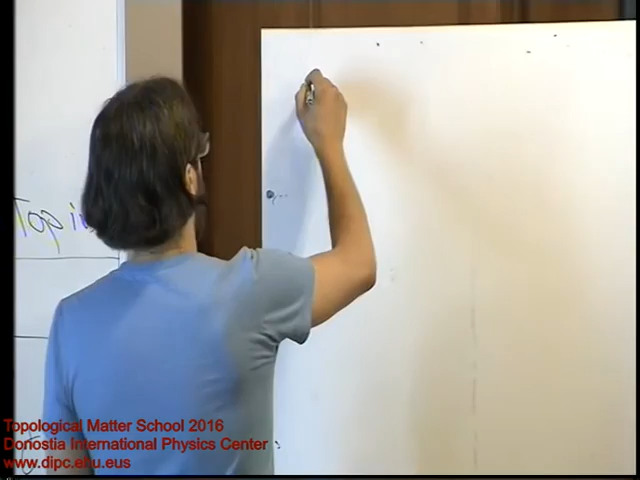 Top i
Topological Matter School 2016
Donostia International Physics Center
www.dipc.ehu.eus